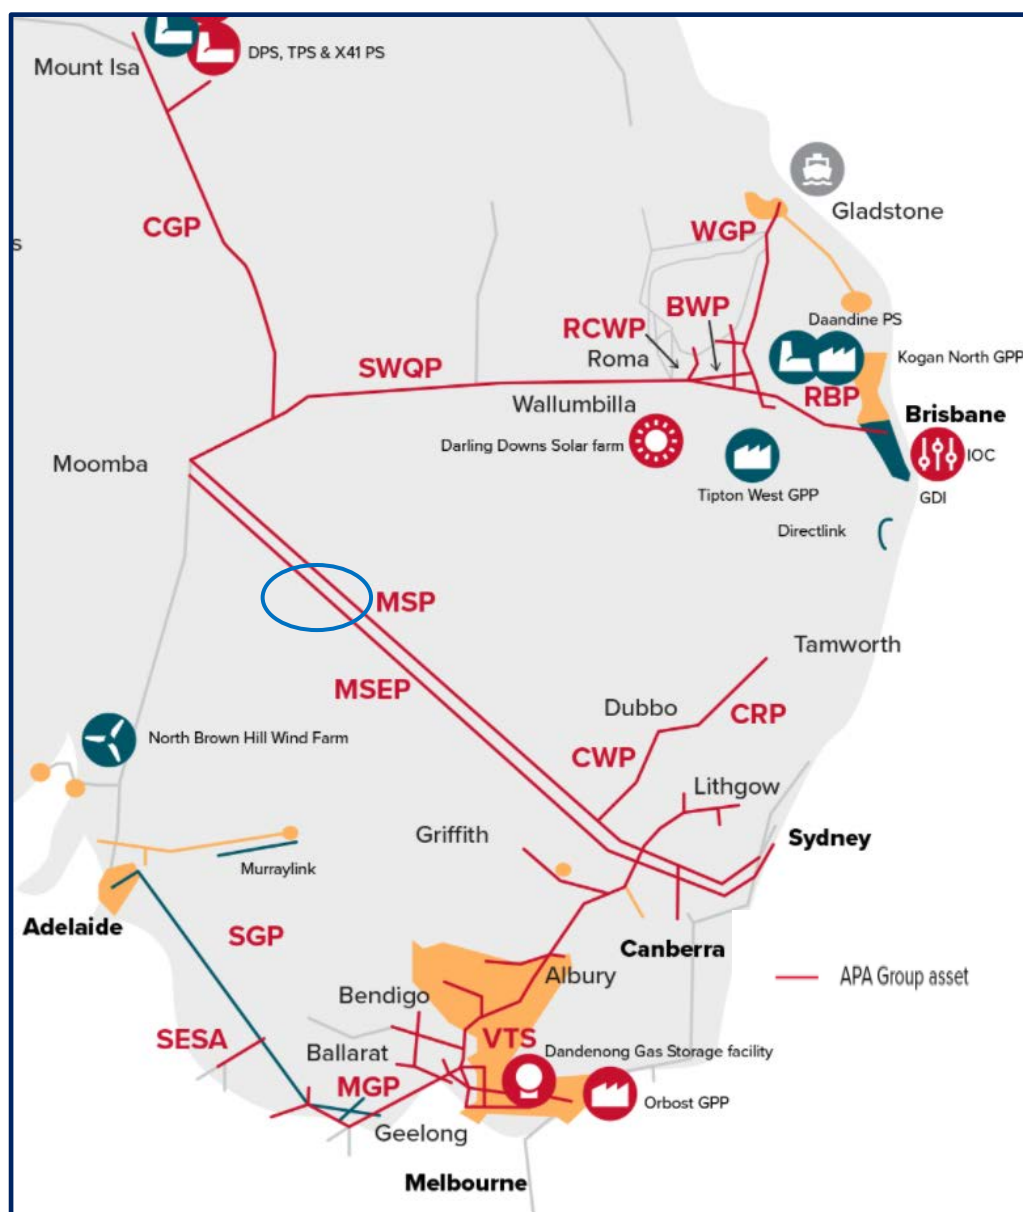 DPS, TPS & X41 PS
Mount Isa
Gladstone
CGP
WGP
s
BWP
Daandine PS
RCWP
Roma
Kogan North GPP
SWQP
RBP
Wallumbilla
Brisbane
Darling Downs Solar farm
IOC
Moomba
Tipton West GPP
GDI
Directlink
MSP
Tamworth
MSEP
Dubbo
CRP
North Brown Hill Wind Farm
CWP
Lithgow
Griffith
Sydney
Murraylink
Adelaide
SGP
Canberra
Albury
APA Group asset
Bendigo
SESA
VTS
Ballarat
Dandenong Gas Storage facility
MGP
Orbost GPP
Geelong
Melbourne